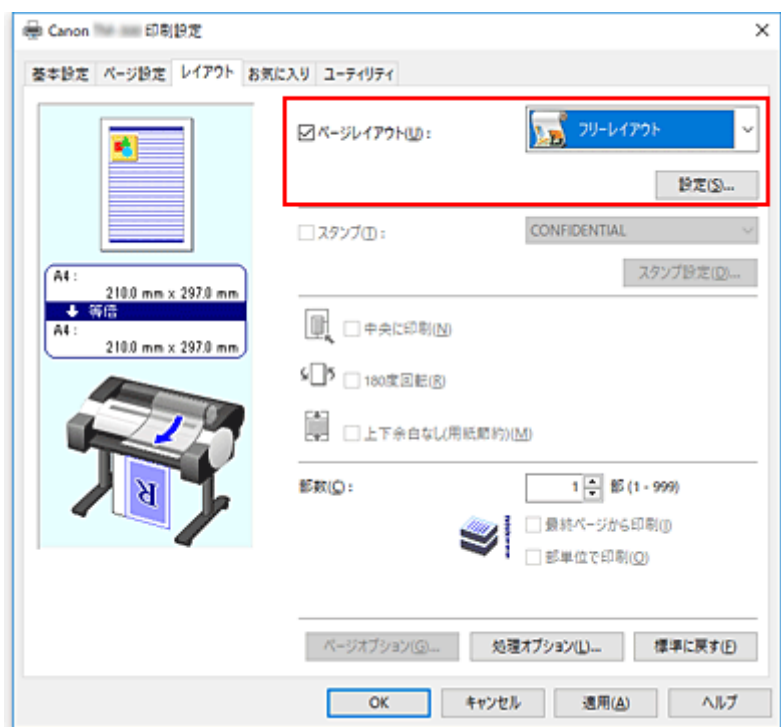 Canon 印刷設定
基本設定 ページ設定 レイアウト お気に入り ユーティリティ
ページレイアウト(U): フリーレイアウト
設定(S)...
スタンプ(T): CONFIDENTIAL
スタンプ設定(D)...
A4:
210.0 mm x 297.0 mm
等倍
A4:
210.0 mm x 297.0 mm
中央に印刷(N)
180度回転(R)
上下余白なし(用紙節約)(M)
R
部数(C): 1 部 (1 - 999)
最終ページから印刷(I)
部単位で印刷(O)
ページオプション(G)... 処理オプション(L)... 標準に戻す(F)
OK キャンセル 適用(A) ヘルプ